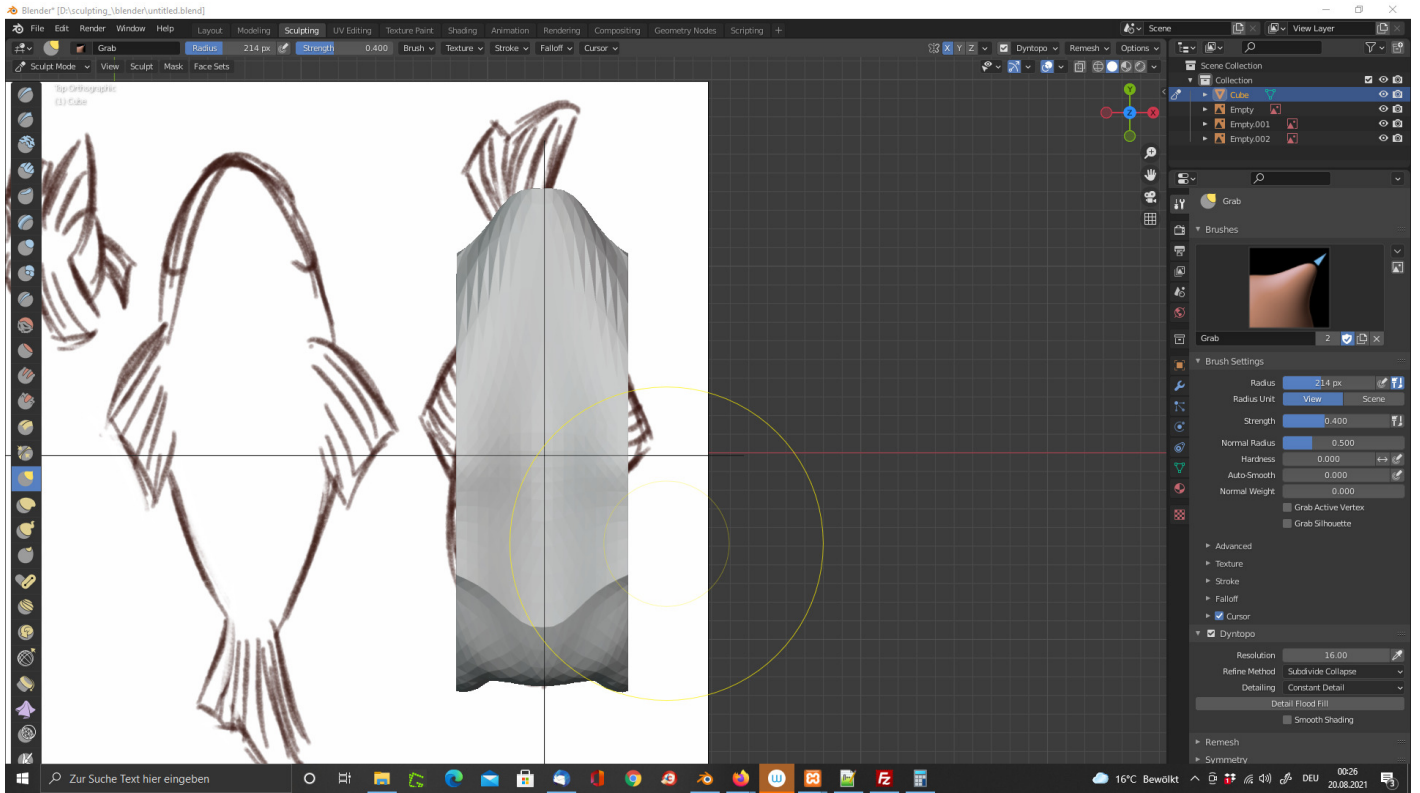 Blender* [D:\sculpting_\blender\untitled.blend]
File Edit Render Window Help Layout Modeling Sculpting UV Editing Texture Paint Shading Animation Rendering Compositing Geometry Nodes Scripting + Scene View Layer
Grab Radius 214 px Strength 0.400 Brush Texture Stroke Falloff Cursor X Y Z Dyntopo Remesh Options
Sculpt Mode View Sculpt Mask Face Sets
Scene Collection
Collection
Cube
Empty
Empty.001
Empty.002
Top Orthographic
(1) Cube
Y
Z X
Grab
Brushes
Grab 2
Brush Settings
Radius 214 px
Radius Unit View Scene
Strength 0.400
Normal Radius 0.500
Hardness 0.000
Auto-Smooth 0.000
Normal Weight 0.000
Grab Active Vertex
Grab Silhouette
Advanced
Texture
Stroke
Falloff
Cursor
Dyntopo
Resolution 16.00
Refine Method Subdivide Collapse
Detailing Constant Detail
Detail Flood Fill
Smooth Shading
Remesh
Symmetry
Zur Suche Text hier eingeben
16°C Bewölkt
DEU
00:26
20.08.2021